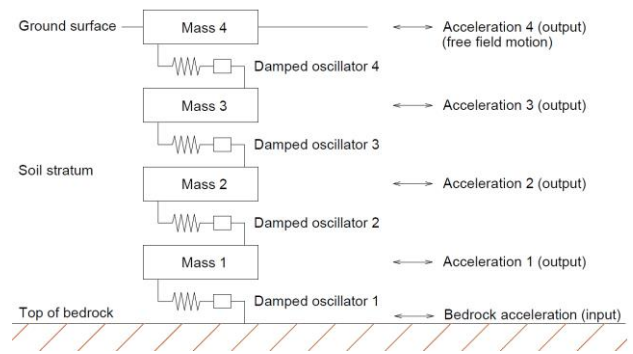 Ground surface
Mass 4
Acceleration 4 (output)
(free field motion)
Damped oscillator 4
Mass 3
Acceleration 3 (output)
Damped oscillator 3
Soil stratum
Mass 2
Acceleration 2 (output)
Damped oscillator 2
Mass 1
Acceleration 1 (output)
Damped oscillator 1
Top of bedrock
Bedrock acceleration (input)